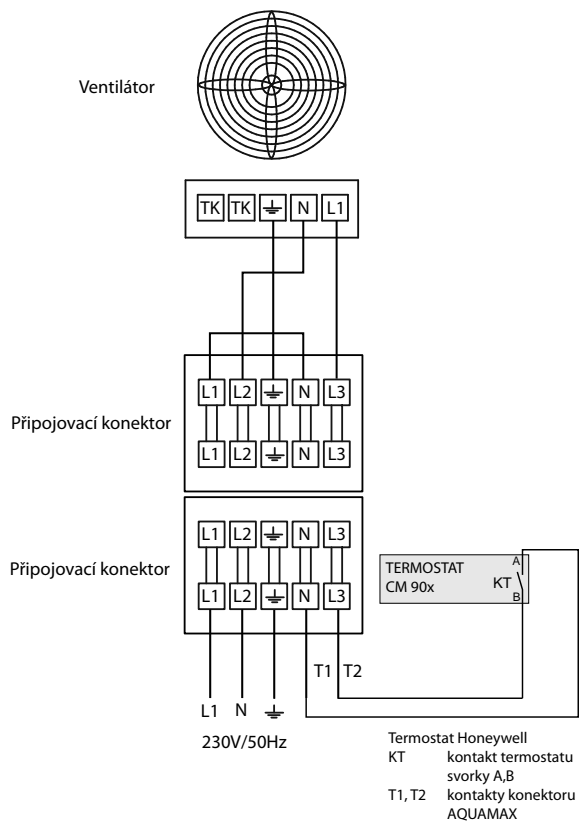 Ventilátor
TK TK N L1
L1 L2 N L3
Připojovací konektor
L1 L2 N L3
L1 L2 N L3
Připojovací konektor
L1 L2 N L3
TERMOSTAT
CM 90x
A
KT
B
T1 T2
L1 N
230V/50Hz
Termostat Honeywell
KT kontakt termostatu
svorky A,B
T1, T2 kontakty konektoru
AQUAMAX